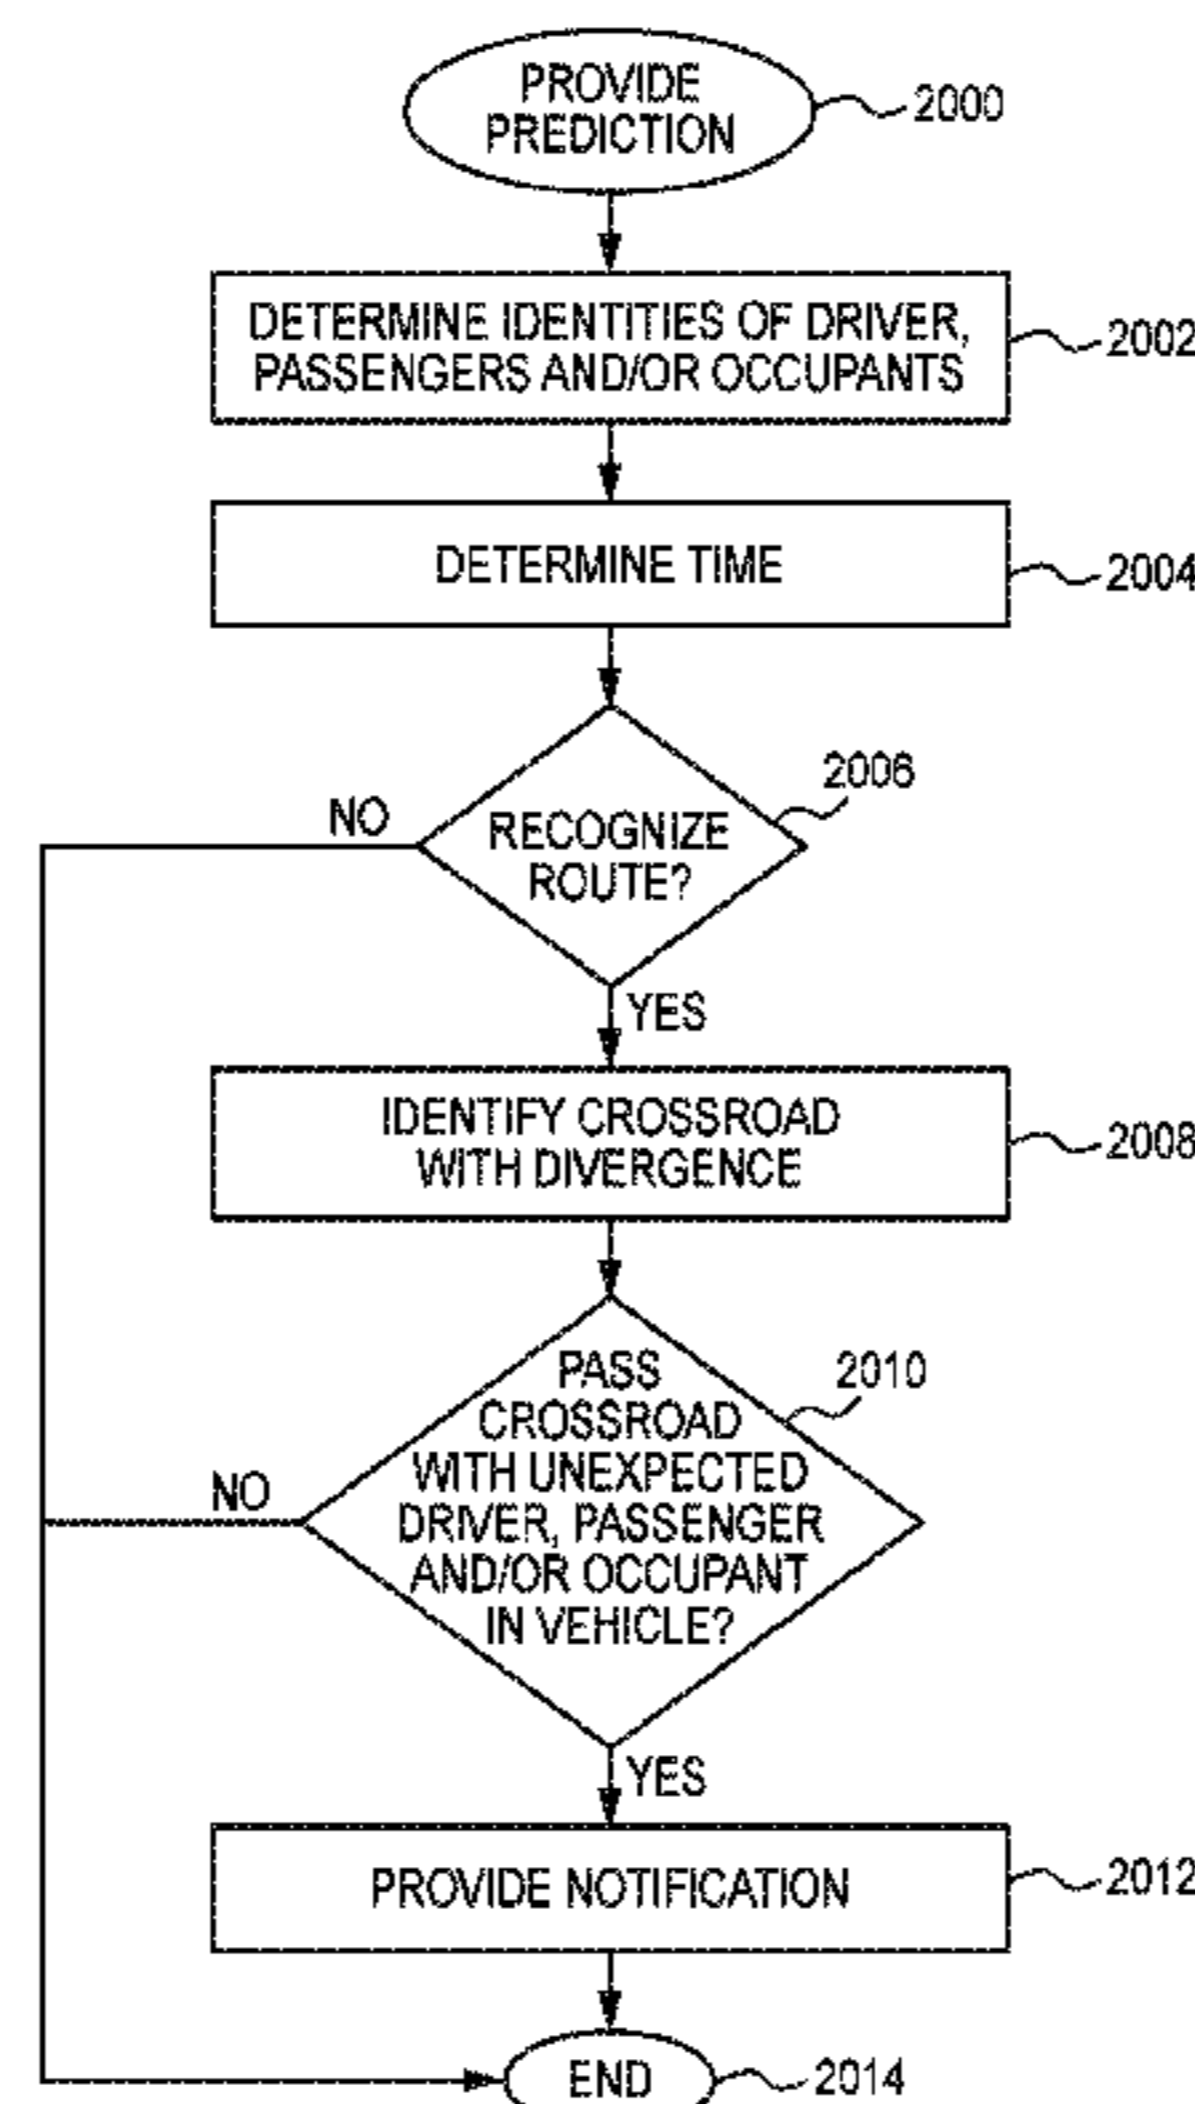 PROVIDE
PREDICTION
2000
DETERMINE IDENTITIES OF DRIVER,
PASSENGERS AND/OR OCCUPANTS
2002
DETERMINE TIME
2004
2006
NO
RECOGNIZE
ROUTE?
YES
IDENTIFY CROSSROAD
WITH DIVERGENCE
2008
2010
PASS
CROSSROAD
WITH UNEXPECTED
DRIVER, PASSENGER
AND/OR OCCUPANT
IN VEHICLE?
NO
YES
PROVIDE NOTIFICATION
2012
END
2014